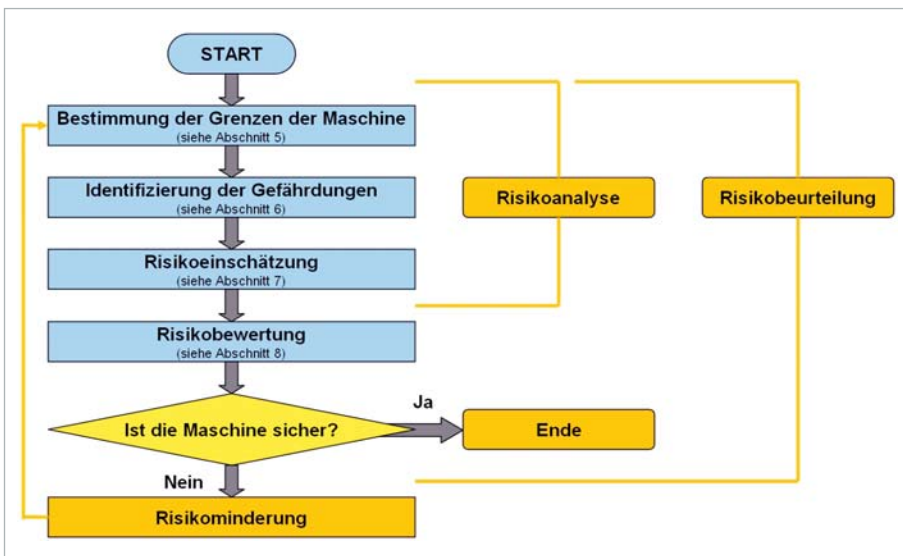 START
Bestimmung der Grenzen der Maschine
(siehe Abschnitt 5)
Identifizierung der Gefährdungen
(siehe Abschnitt 6)
Risikoanalyse
Risikobeurteilung
Risikoeinschätzung
(siehe Abschnitt 7)
Risikobewertung
(siehe Abschnitt 8)
Ist die Maschine sicher?
Ja
Ende
Nein
Risikominderung